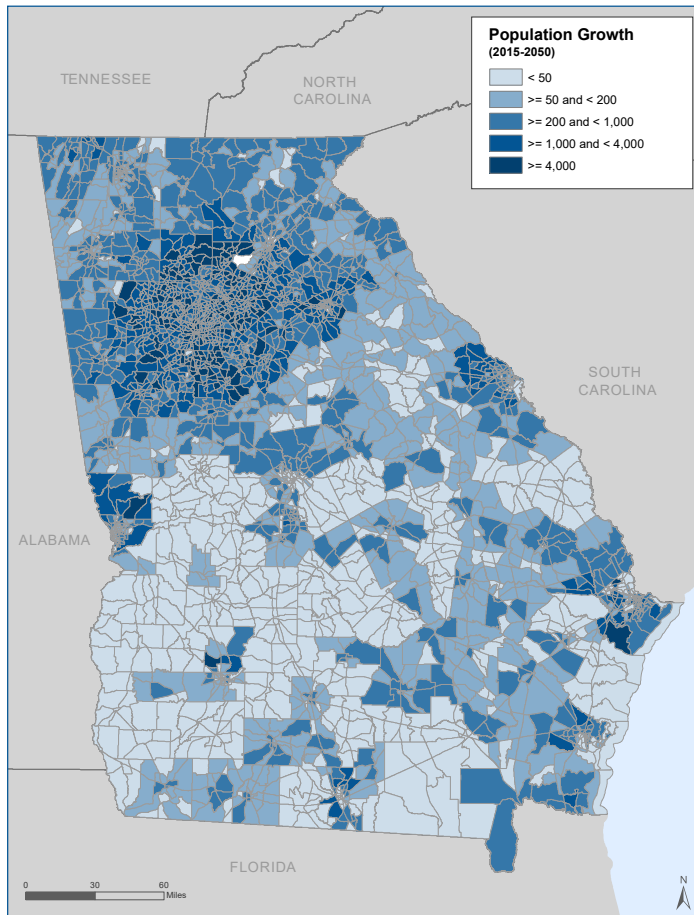 Population Growth
(2015-2050)
< 50
>= 50 and < 200
>= 200 and < 1,000
>= 1,000 and < 4,000
>= 4,000
TENNESSEE
NORTH
CAROLINA
SOUTH
CAROLINA
ALABAMA
FLORIDA
0 30 60
Miles
N